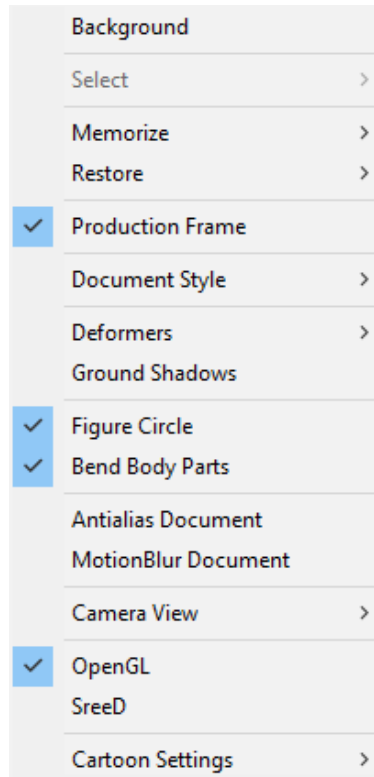 Background
Select
Memorize
Restore
Production Frame
Document Style
Deformers
Ground Shadows
Figure Circle
Bend Body Parts
Antialias Document
MotionBlur Document
Camera View
OpenGL
SreeD
Cartoon Settings